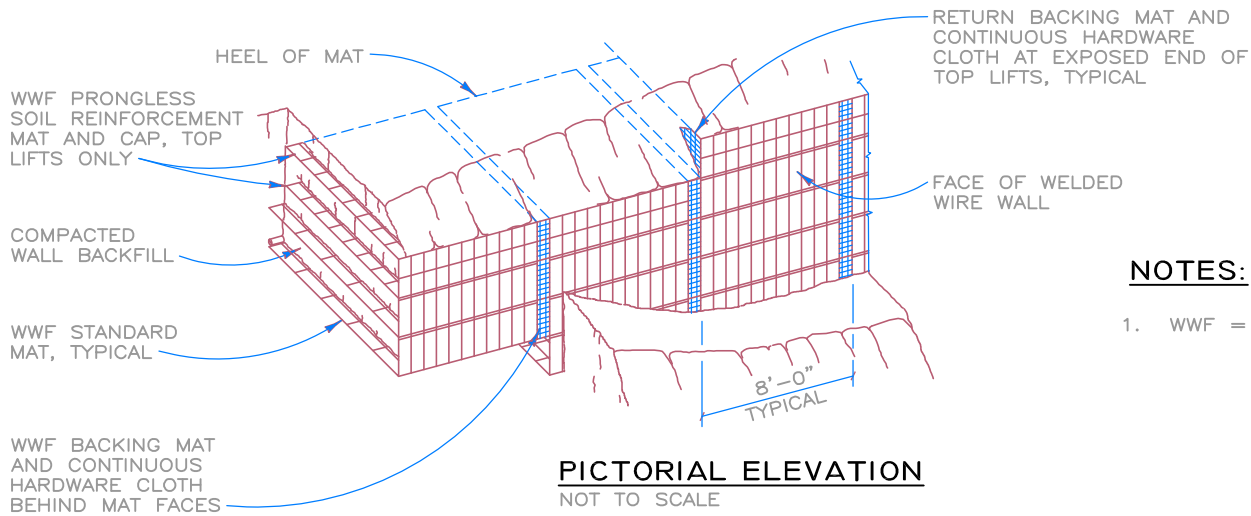 HEEL OF MAT
WWF PRONGLESS
SOIL REINFORCEMENT
MAT AND CAP, TOP
LIFTS ONLY
COMPACTED
WALL BACKFILL
WWF STANDARD
MAT, TYPICAL
WWF BACKING MAT
AND CONTINUOUS
HARDWARE CLOTH
BEHIND MAT FACES
RETURN BACKING MAT AND
CONTINUOUS HARDWARE
CLOTH AT EXPOSED END OF
TOP LIFTS, TYPICAL
FACE OF WELDED
WIRE WALL
8'-0"
TYPICAL
PICTORIAL ELEVATION
NOT TO SCALE
NOTES:
1. WWF =